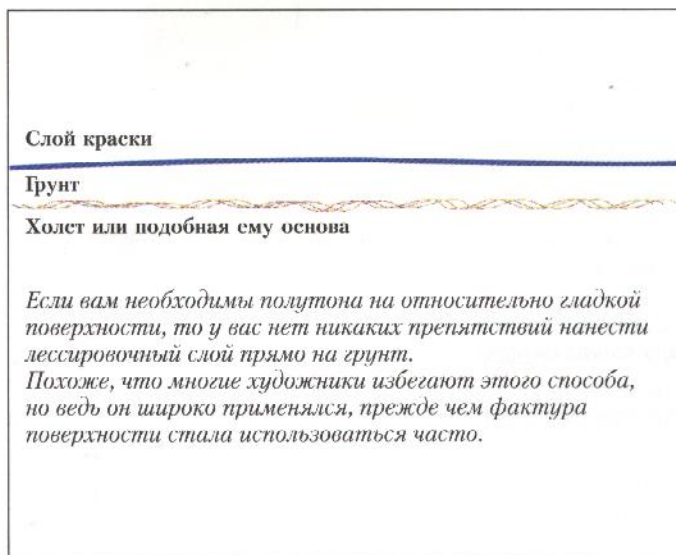 Слой краски
Грунт
Холст или подобная ему основа
Если вам необходимы полутона на относительно гладкой
поверхности, то у вас нет никаких препятствий нанести
лессировочный слой прямо на грунт.
Похоже, что многие художники избегают этого способа,
но ведь он широко применялся, прежде чем фактура
поверхности стала использоваться часто.